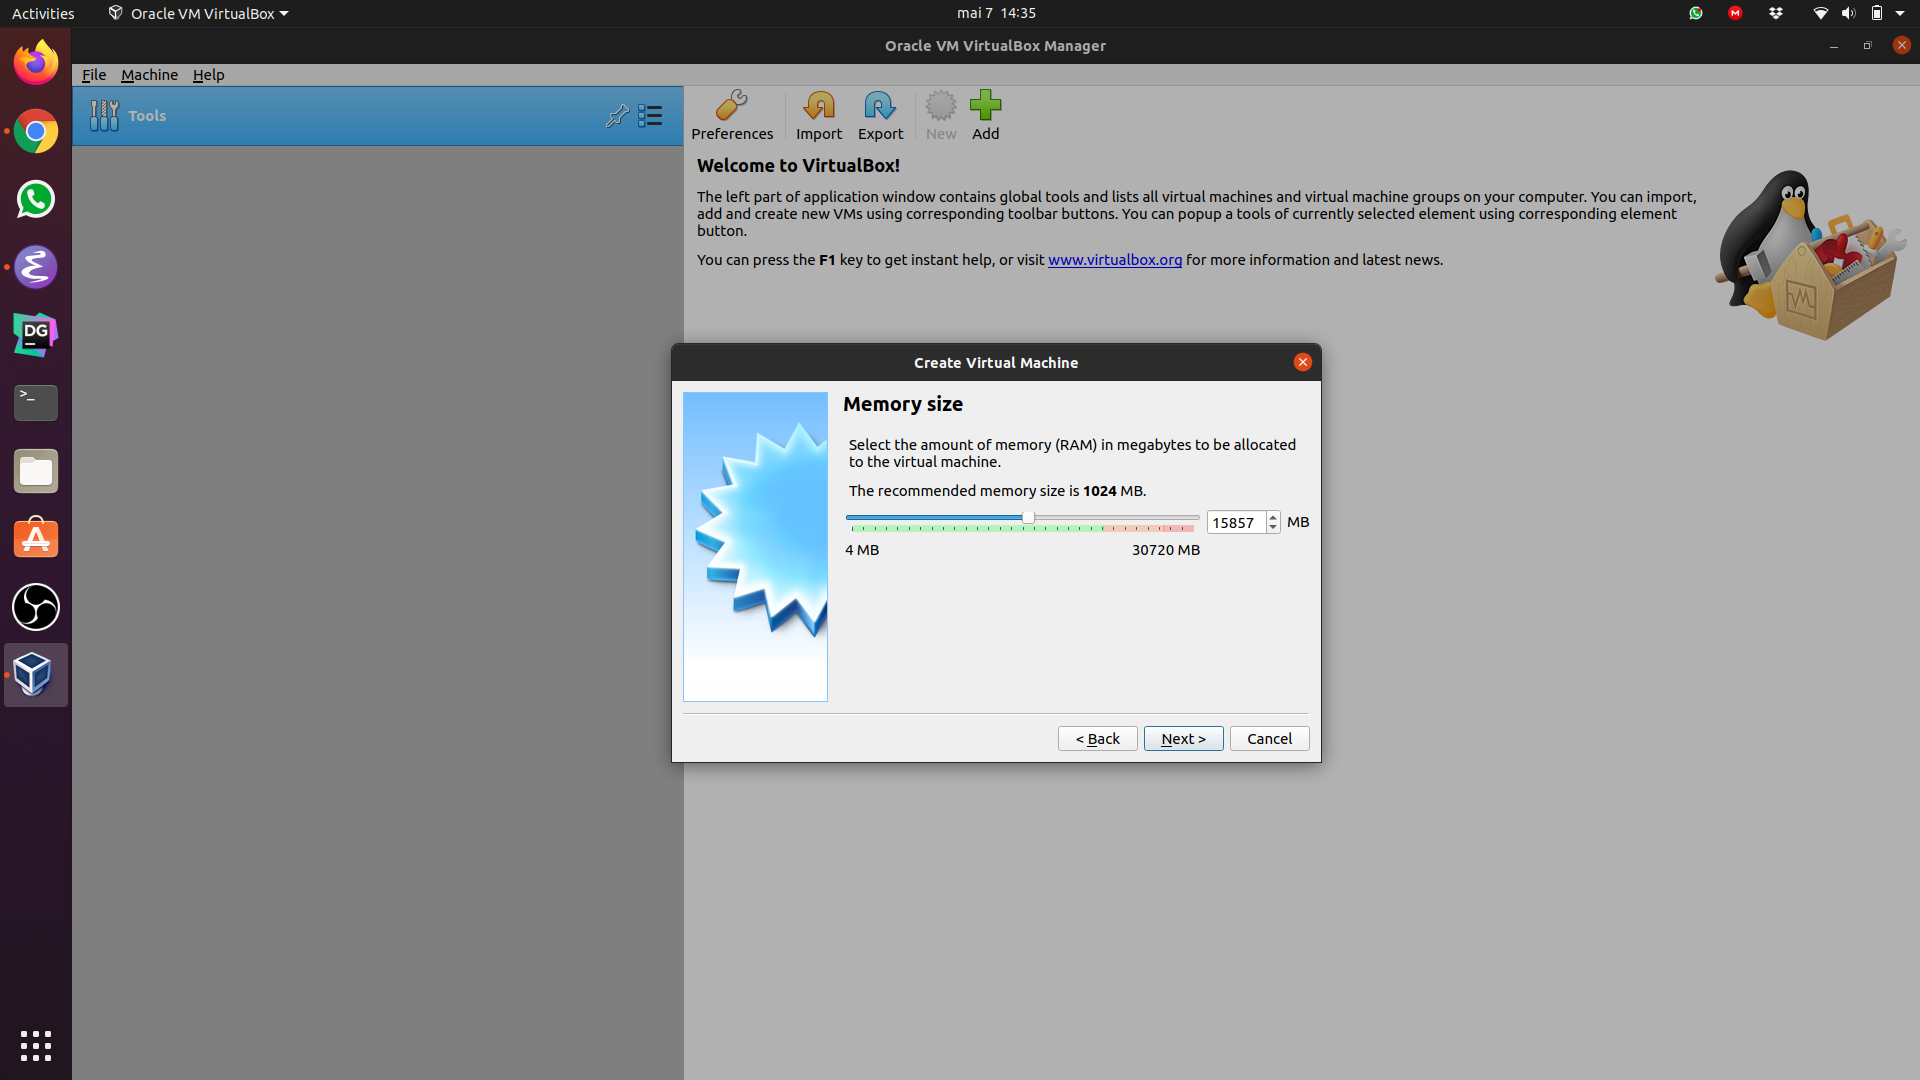 Activities
Oracle VM VirtualBox
mai 7 14:35
Oracle VM VirtualBox Manager
File Machine Help
Tools
Preferences Import Export New Add
Welcome to VirtualBox!
The left part of application window contains global tools and lists all virtual machines and virtual machine groups on your computer. You can import,
add and create new VMs using corresponding toolbar buttons. You can popup a tools of currently selected element using corresponding element
button.
You can press the F1 key to get instant help, or visit www.virtualbox.org for more information and latest news.
DG
>_
Create Virtual Machine
Memory size
Select the amount of memory (RAM) in megabytes to be allocated
to the virtual machine.
The recommended memory size is 1024 MB.
15857 MB
4 MB 30720 MB
< Back Next > Cancel